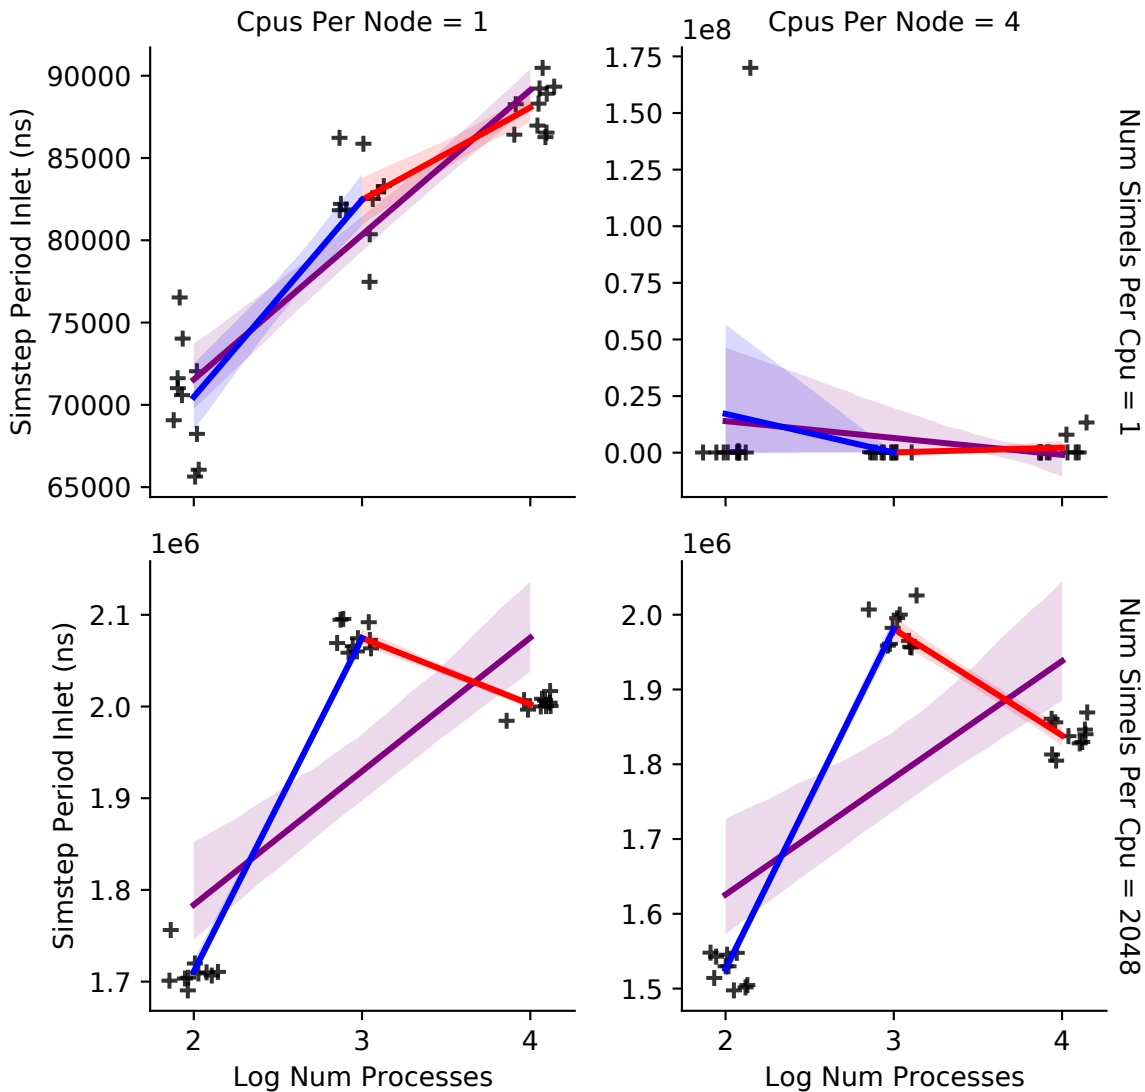 Cpus Per Node = 1
Cpus Per Node = 4
1e8
90000
85000
80000
75000
70000
65000
Simstep Period Inlet (ns)
1.75
1.50
1.25
1.00
0.75
0.50
0.25
0.00
Num Simels Per Cpu = 1
1e6
2.1
2.0
1.9
1.8
1.7
Simstep Period Inlet (ns)
2
3
4
Log Num Processes
1e6
2.0
1.9
1.8
1.7
1.6
1.5
2
3
4
Log Num Processes
Num Simels Per Cpu = 2048